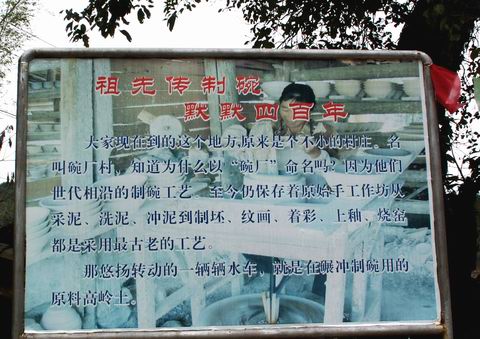 祖先传制碗
默默四百年
大家现在到的这个地方,原来是个不小的村庄。名
叫碗厂村，知道为什么以“碗厂”命名吗？因为他们
世代相沿的制碗工艺，至今仍保存着原始手工作坊从
采泥、洗泥、冲泥到制坯、纹画、着彩、上釉、烧窑
都是采用最古老的工艺。
那悠扬转动的一辆辆水车，就是在碾冲制碗用的
原料高岭土。